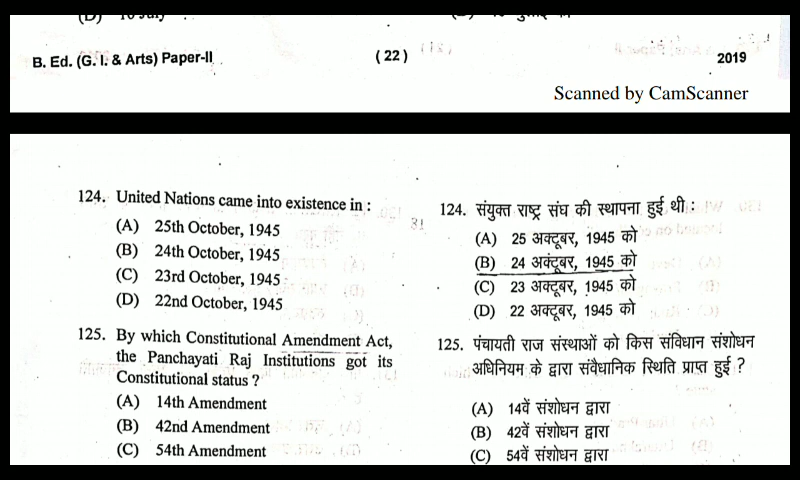 B. Ed. (G. I. & Arts) Paper-II
( 22 )
2019
Scanned by CamScanner
124. United Nations came into existence in :
(A) 25th October, 1945
(B) 24th October, 1945
(C) 23rd October, 1945
(D) 22nd October, 1945
125. By which Constitutional Amendment Act,
the Panchayati Raj Institutions got its
Constitutional status ?
(A) 14th Amendment
(B) 42nd Amendment
(C) 54th Amendment
124. संयुक्त राष्ट्र संघ की स्थापना हुई थी :
(A) 25 अक्टूबर, 1945 को
(B) 24 अक्टूबर, 1945 को
(C) 23 अक्टूबर, 1945 को
(D) 22 अक्टूबर, 1945 को
125. पंचायती राज संस्थाओं को किस संविधान संशोधन
अधिनियम के द्वारा संवैधानिक स्थिति प्राप्त हुई ?
(A) 14वें संशोधन द्वारा
(B) 42वें संशोधन द्वारा
(C) 54वें संशोधन द्वारा